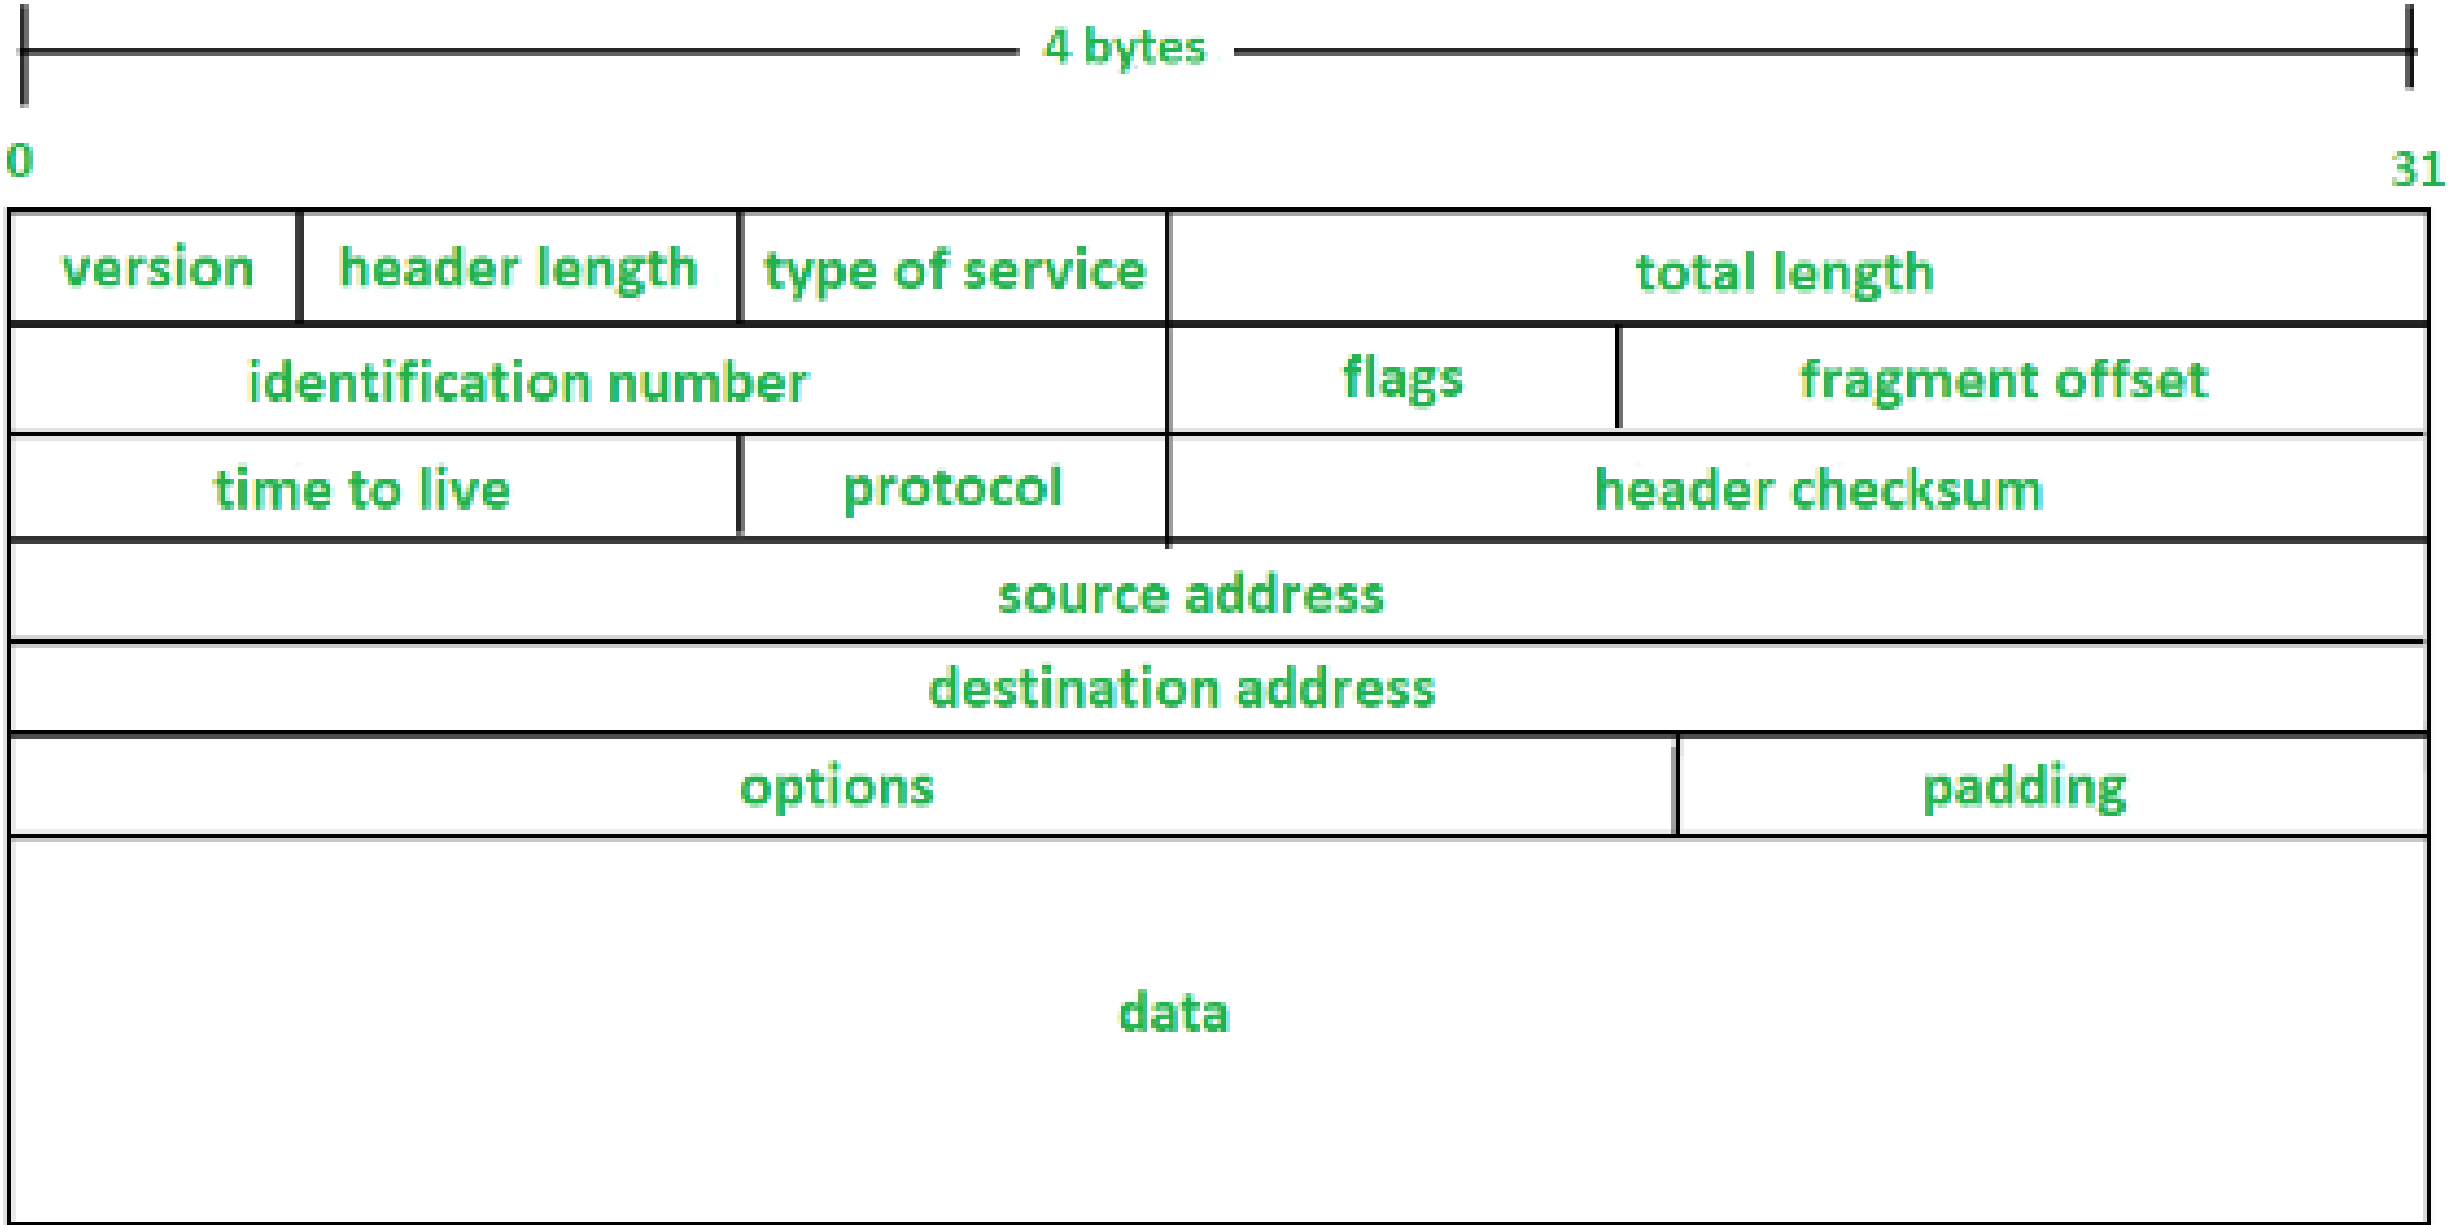 4 bytes
0 31
version header length type of service total length
identification number flags fragment offset
time to live protocol header checksum
source address
destination address
options padding
data